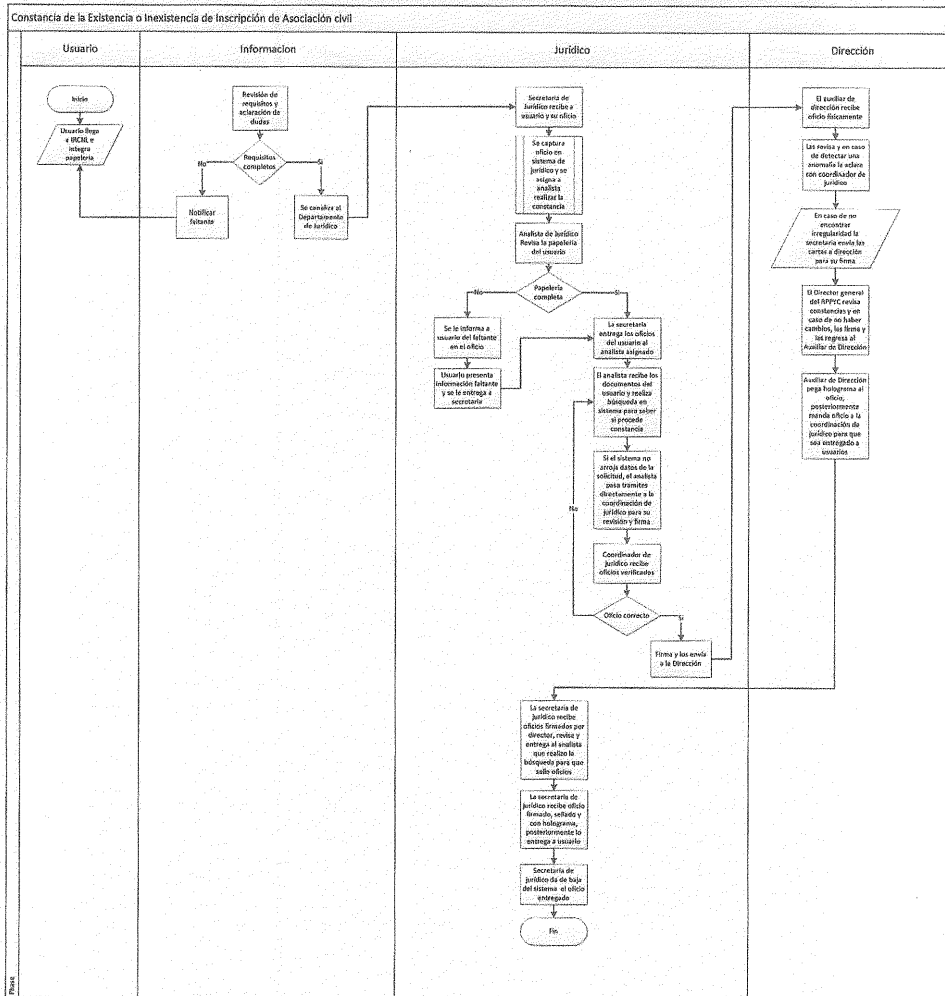 Constancia de la Existencia o Inexistencia de Inscripción de Asociación civil
Usuario
Informacion
Jurídico
Dirección
Inicio
Usuario llega
a IRCNL e
integra
papelería
Revisión de
requisitos y
aclaración de
dudas
Requisitos
completos
No
Si
Notificar
faltante
Se canaliza al
Departamento
de Jurídico
Secretaria de
Jurídico recibe a
usuario y su oficio
Se captura
oficio en
sistema de
jurídico y se
asigna a
analista
realizar la
constancia
Analista de jurídico
Revisa la papelería
del usuario
Papelería
completa
No
Si
Se le informa a
usuario del faltante
en el oficio
Usuario presenta
información faltante
y se le entrega a
secretaria
La secretaria
entrega los oficios
del usuario al
analista asignado
El analista recibe los
documentos del
usuario y realiza
búsqueda en
sistema para saber
si procede
constancia
Si el sistema no
arroja datos de la
solicitud, el analista
pasa trámites
directamente a la
coordinación de
jurídico para su
revisión y firma
Coordinador de
jurídico recibe
oficios verificados
Oficio correcto
No
Si
Firma y los envía
a la Dirección
El auxiliar de
dirección recibe
oficio físicamente
Las revisa y en caso
de detectar una
anomalía la aclara
con coordinador de
jurídico
En caso de no
encontrar
irregularidad la
secretaria envía las
cartas a dirección
para su firma
El Director general
del RPPYC revisa
constancias y en
caso de no haber
cambios, las firma y
las regresa al
Auxiliar de Dirección
Auxiliar de Dirección
pega holograma al
oficio,
posteriormente
manda oficio a la
coordinación de
jurídico para que
sea entregado a
usuarios
La secretaria de
jurídico recibe
oficios firmados por
director, revisa y
entrega al analista
que realizo la
búsqueda para que
selle oficios
La secretaria de
jurídico recibe oficio
firmado, sellado y
con holograma,
posteriormente lo
entrega a usuario
Secretaria de
jurídico da de baja
del sistema el oficio
entregado
Fin
Phase